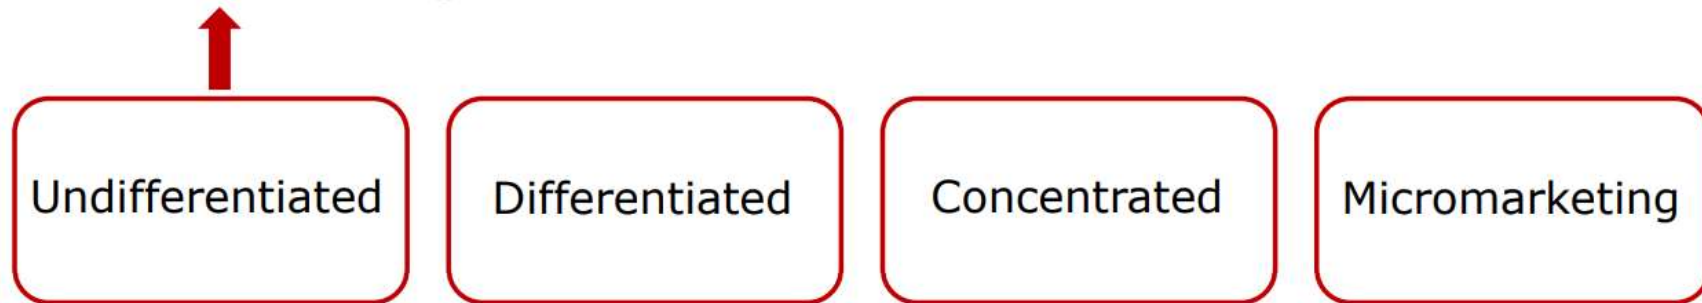 Undifferentiated
Differentiated
Concentrated
Micromarketing